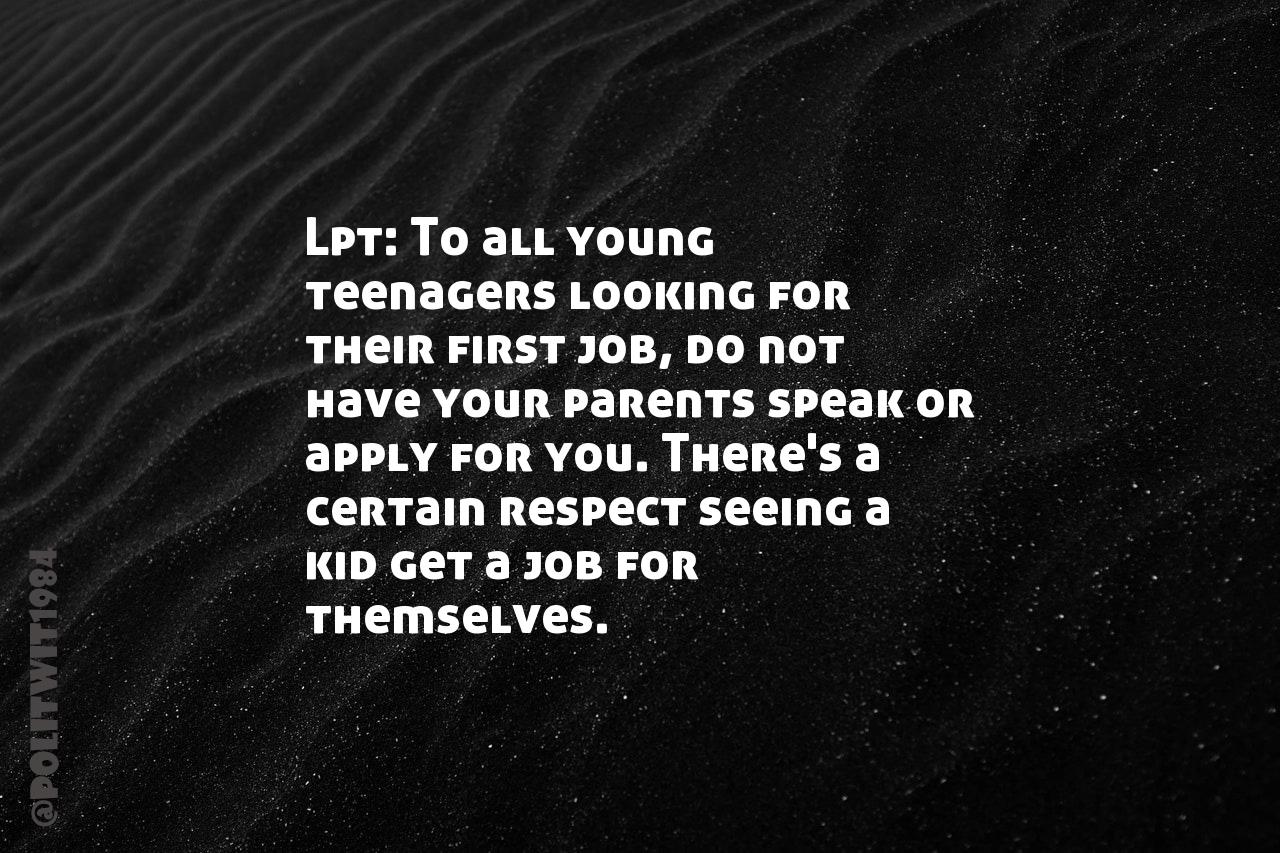 Lpt: To all young
teenagers looking for
their first job, do not
have your parents speak or
apply for you. There's a
certain respect seeing a
kid get a job for
themselves.
@POLITWIT1984